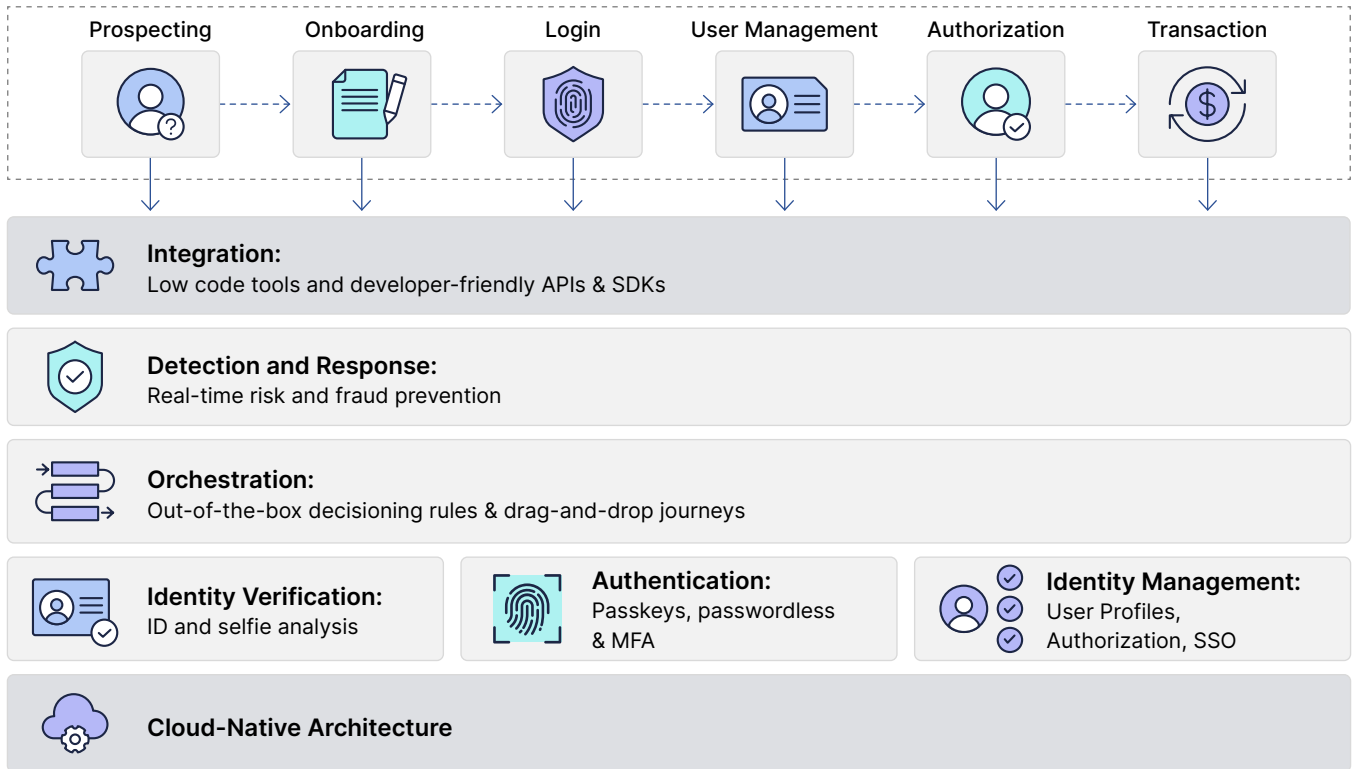 Prospecting
Onboarding
Login
User Management
Authorization
Transaction
?
$
Integration:
Low code tools and developer-friendly APIs & SDKs
Detection and Response:
Real-time risk and fraud prevention
Orchestration:
Out-of-the-box decisioning rules & drag-and-drop journeys
Identity Verification:
ID and selfie analysis
Authentication:
Passkeys, passwordless
& MFA
Identity Management:
User Profiles,
Authorization, SSO
Cloud-Native Architecture